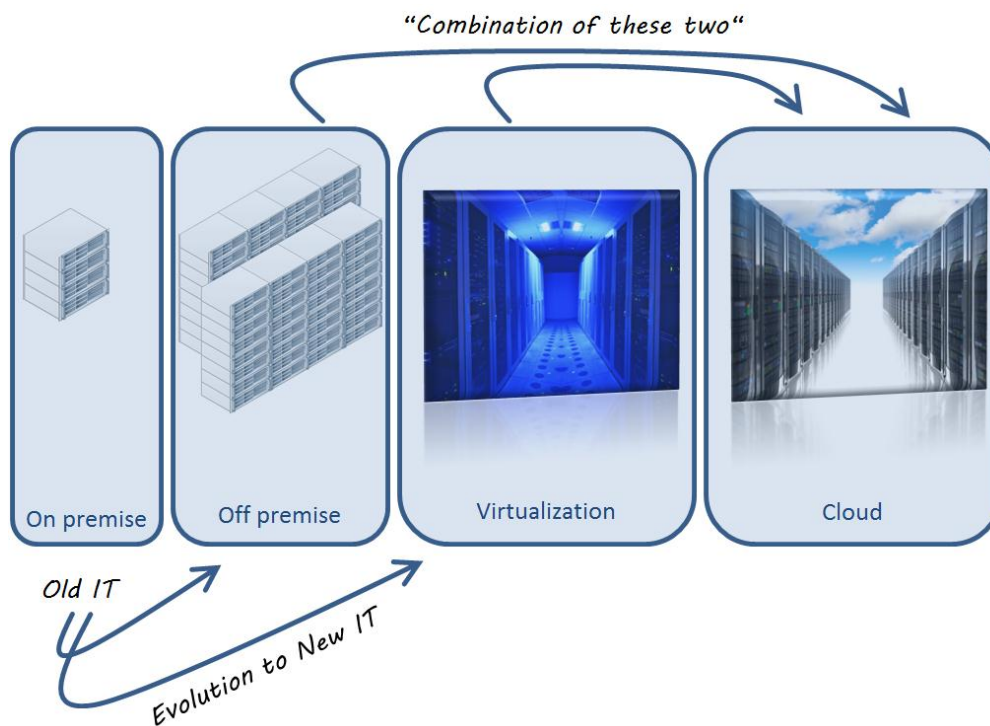 “Combination of these two“
On premise
Off premise
Virtualization
Cloud
Old IT
Evolution to New IT